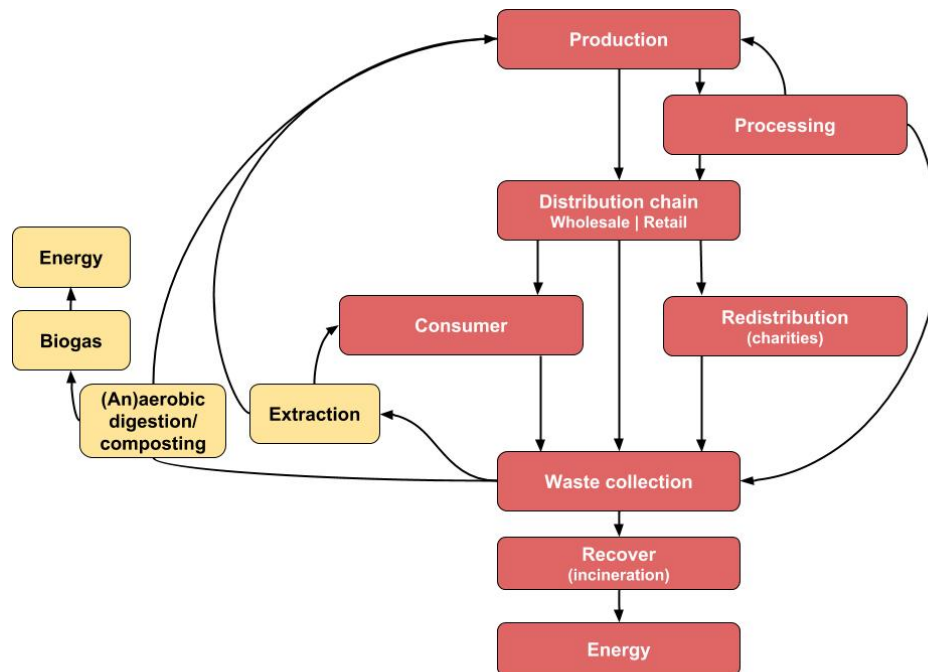 Production
Processing
Distribution chain
Wholesale | Retail
Energy
Biogas
Consumer
Redistribution
(charities)
(An)aerobic
digestion/
composting
Extraction
Waste collection
Recover
(incineration)
Energy